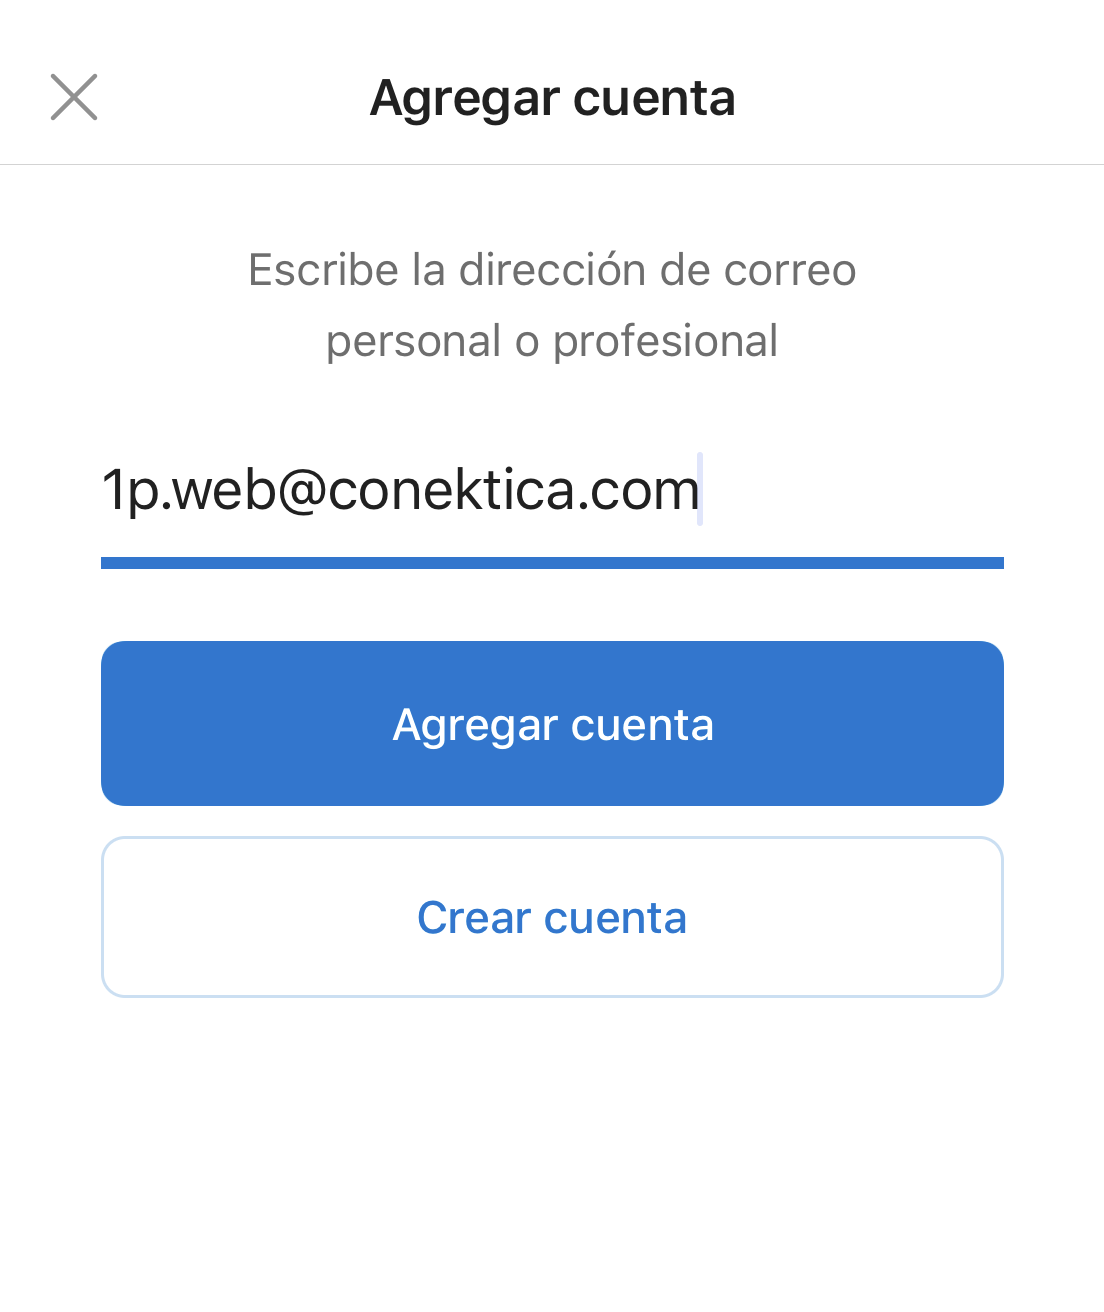 Agregar cuenta
Escribe la dirección de correo
personal o profesional
1p.web@conektica.com
Agregar cuenta
Crear cuenta